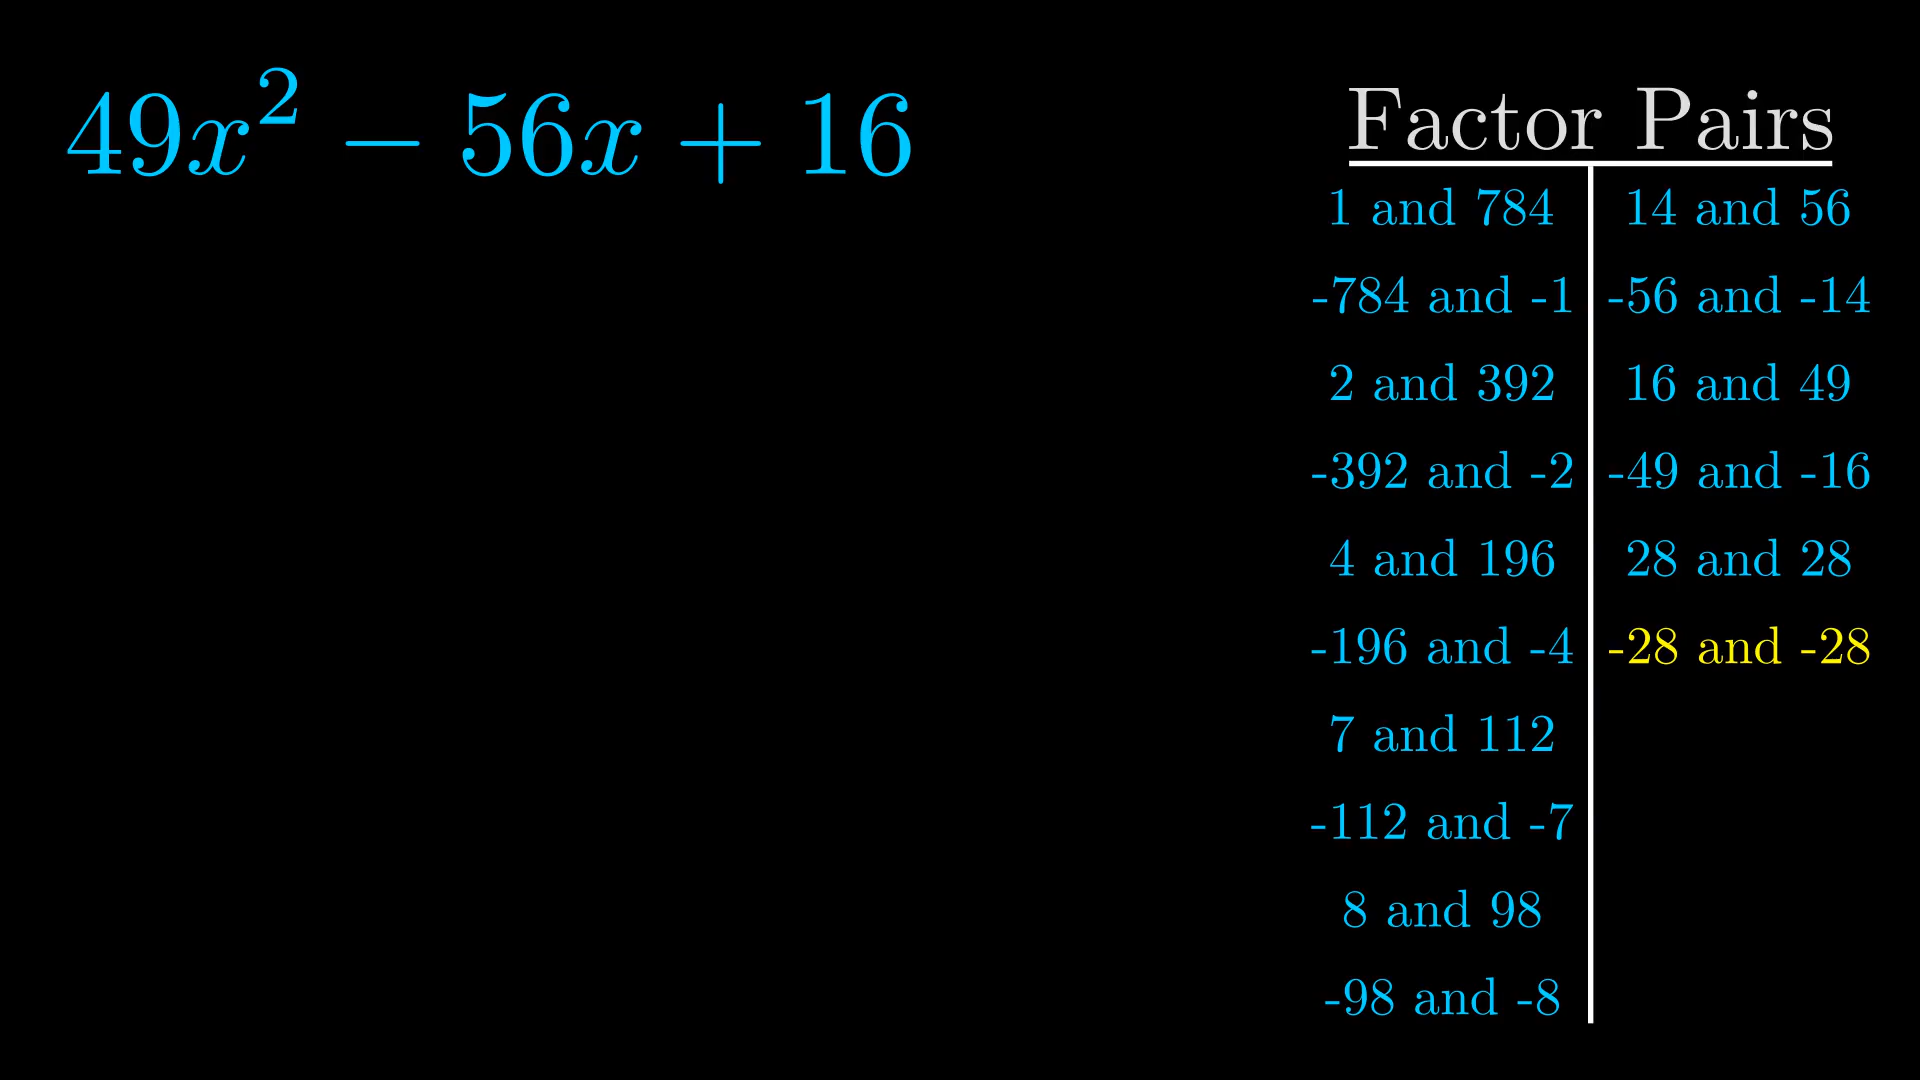 49x² − 56x + 16
Factor Pairs
1 and 784
-784 and -1
2 and 392
-392 and -2
4 and 196
-196 and -4
7 and 112
-112 and -7
8 and 98
-98 and -8
14 and 56
-56 and -14
16 and 49
-49 and -16
28 and 28
-28 and -28